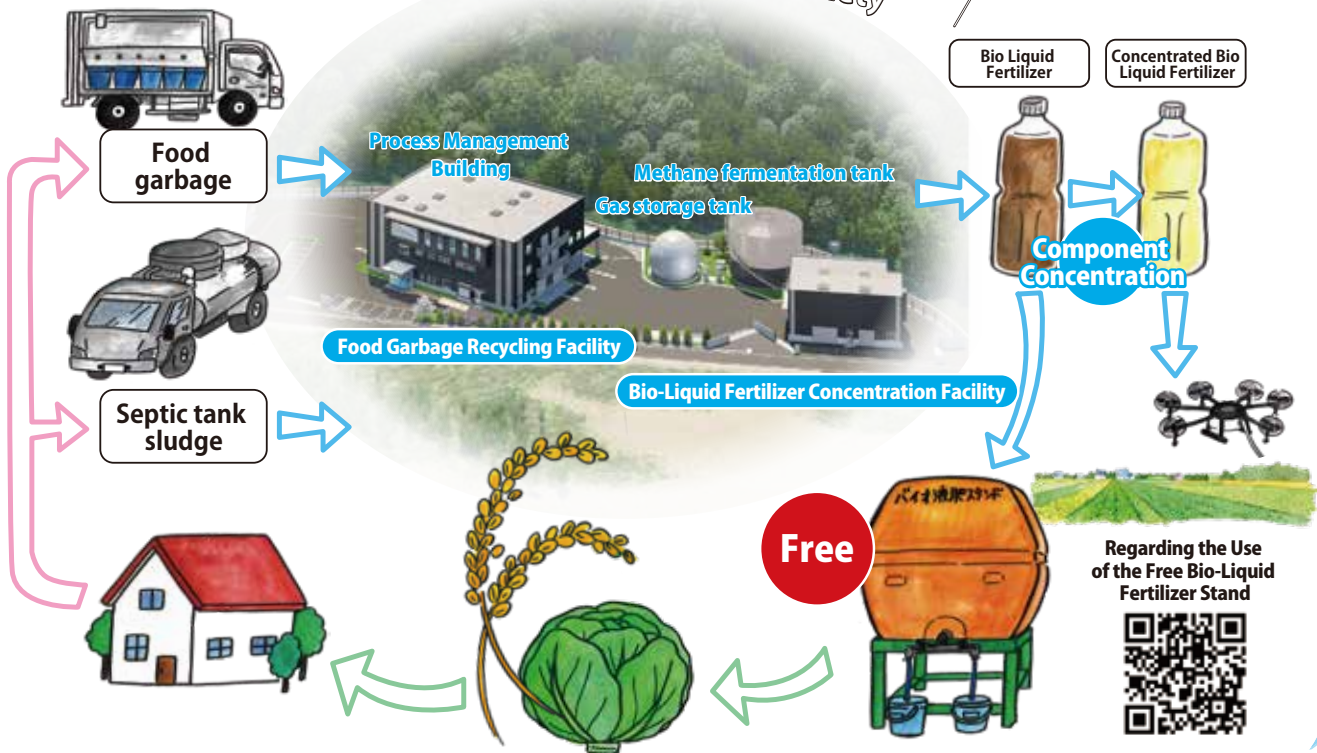 Bio Liquid
Fertilizer
Concentrated Bio
Liquid Fertilizer
Food
garbage
Process Management
Building
Methane fermentation tank
Gas storage tank
Component
Concentration
Food Garbage Recycling Facility
Bio-Liquid Fertilizer Concentration Facility
Septic tank
sludge
バイオ液肥スタンド
Free
Regarding the Use
of the Free Bio-Liquid
Fertilizer Stand